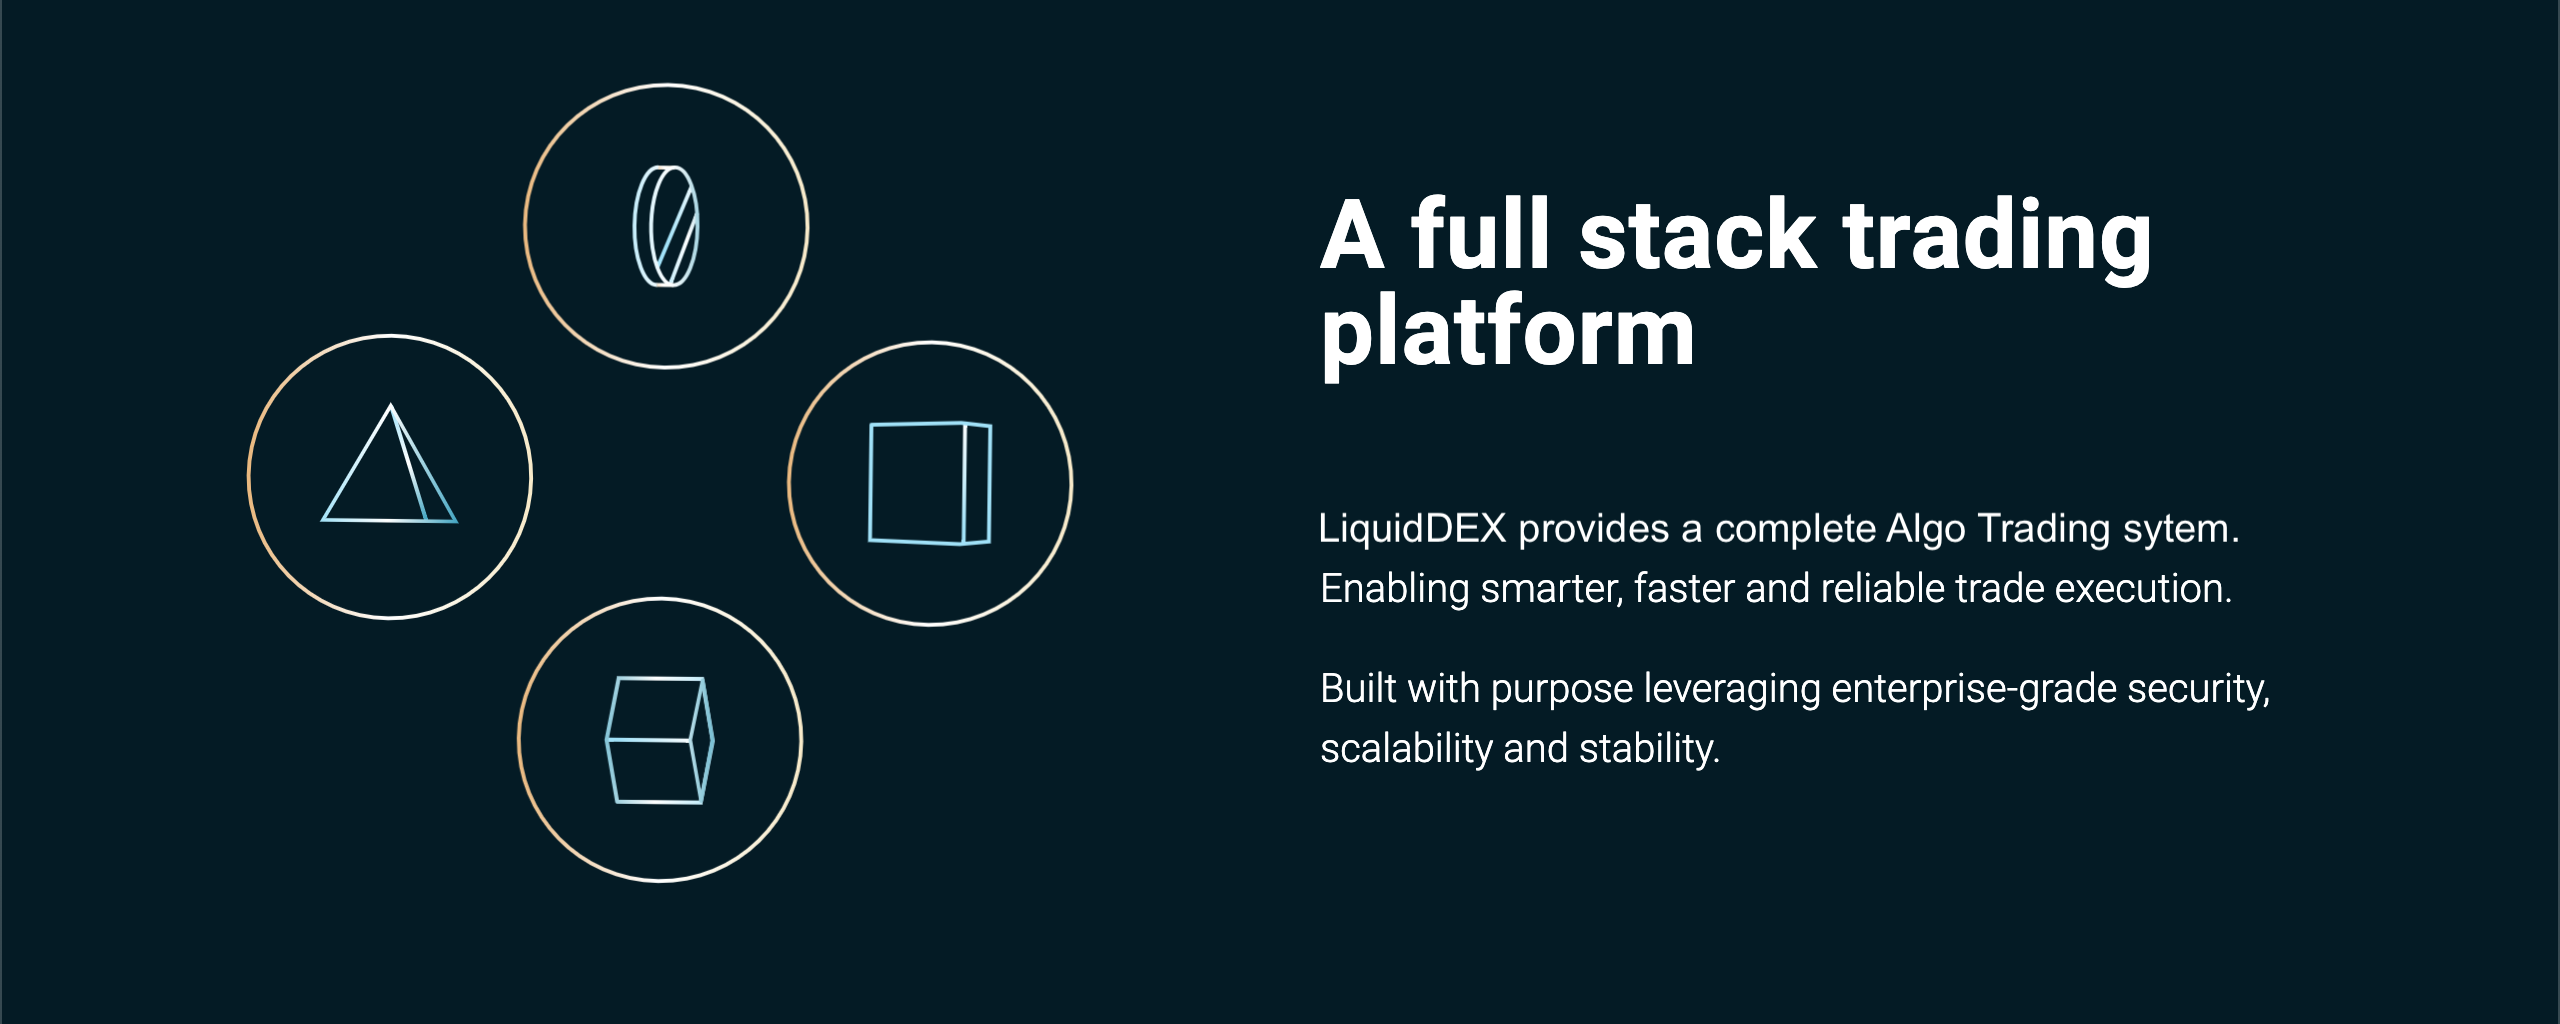 A full stack trading
platform
LiquidDEX provides a complete Algo Trading sytem.
Enabling smarter, faster and reliable trade execution.
Built with purpose leveraging enterprise-grade security,
scalability and stability.